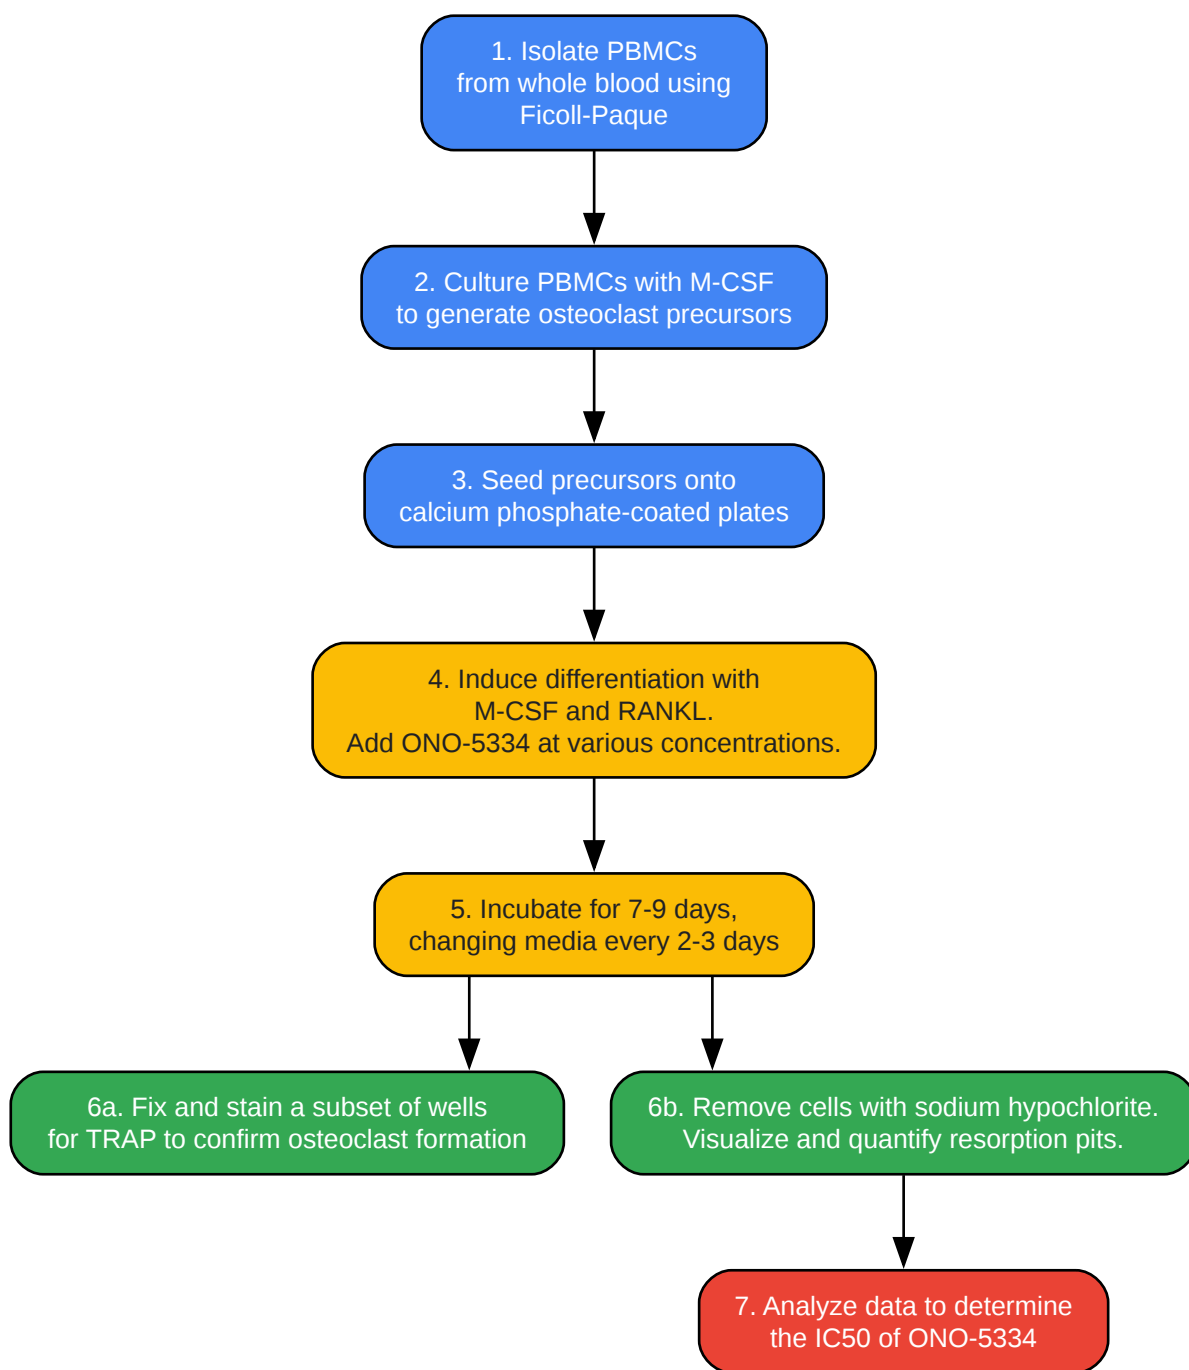 1. Isolate PBMCs
from whole blood using
Ficoll-Paque
2. Culture PBMCs with M-CSF
to generate osteoclast precursors
3. Seed precursors onto
calcium phosphate-coated plates
4. Induce differentiation with
M-CSF and RANKL.
Add ONO-5334 at various concentrations.
5. Incubate for 7-9 days,
changing media every 2-3 days
6a. Fix and stain a subset of wells
for TRAP to confirm osteoclast formation
6b. Remove cells with sodium hypochlorite.
Visualize and quantify resorption pits.
7. Analyze data to determine
the IC50 of ONO-5334